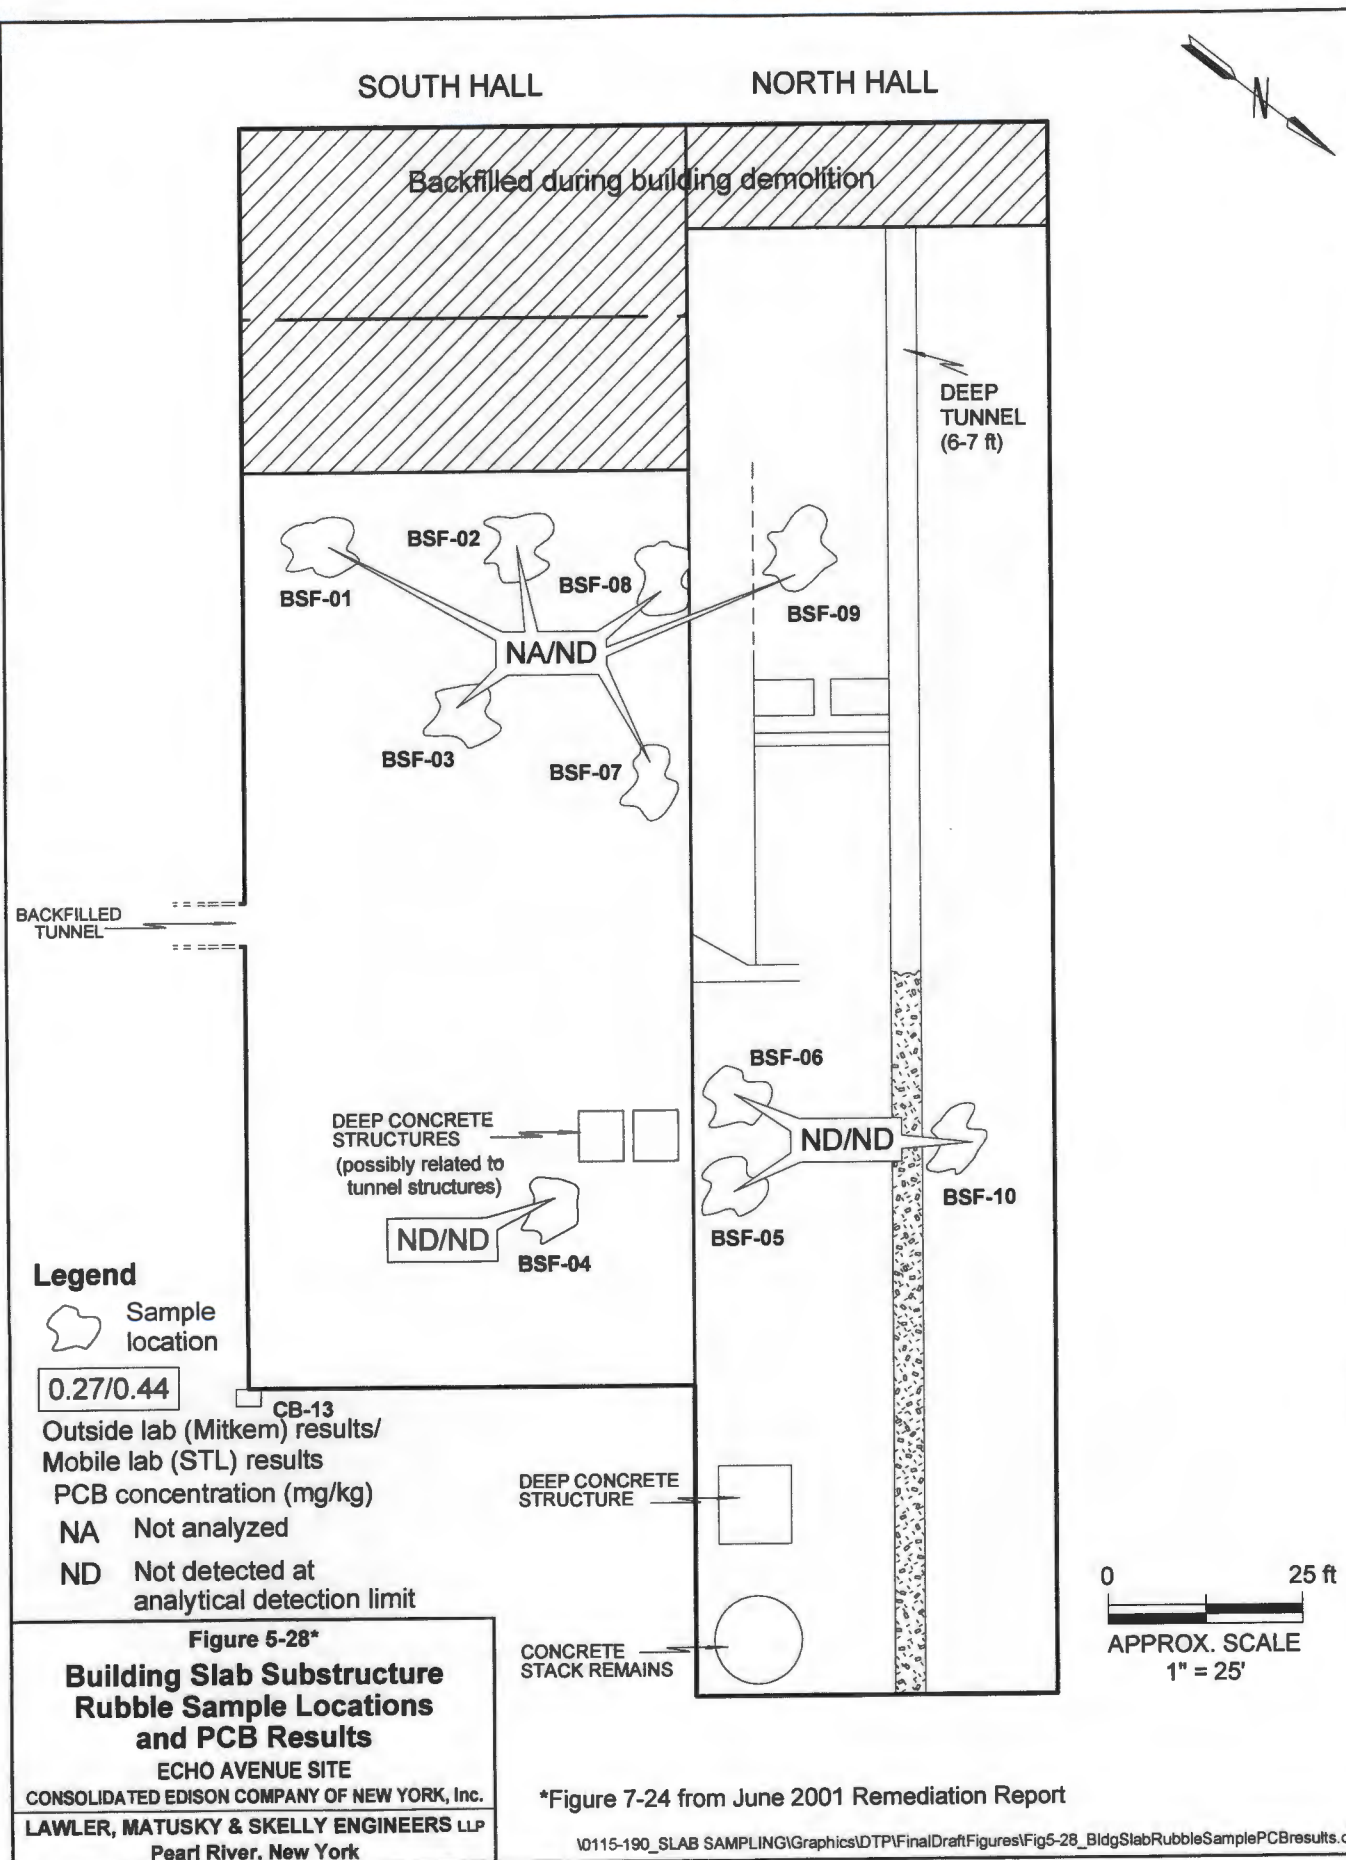 SOUTH HALL
NORTH HALL
N
Backfilled during building demolition
DEEP
TUNNEL
(6-7 ft)
BSF-01
BSF-02
BSF-08
BSF-09
NA/ND
BSF-03
BSF-07
BACKFILLED
TUNNEL
BSF-06
DEEP CONCRETE
STRUCTURES
(possibly related to
tunnel structures)
ND/ND
BSF-10
BSF-05
ND/ND
BSF-04
Legend
Sample
location
0.27/0.44
CB-13
Outside lab (Mitkem) results/
Mobile lab (STL) results
PCB concentration (mg/kg)
NA Not analyzed
ND Not detected at
analytical detection limit
DEEP CONCRETE
STRUCTURE
CONCRETE
STACK REMAINS
0 25 ft
APPROX. SCALE
1" = 25'
Figure 5-28*
Building Slab Substructure
Rubble Sample Locations
and PCB Results
ECHO AVENUE SITE
CONSOLIDATED EDISON COMPANY OF NEW YORK, Inc.
LAWLER, MATUSKY & SKELLY ENGINEERS LLP
Pearl River, New York
*Figure 7-24 from June 2001 Remediation Report
\0115-190_SLAB SAMPLING\Graphics\DTP\FinalDraftFigures\Fig5-28_BldgSlabRubbleSamplePCBresults.c